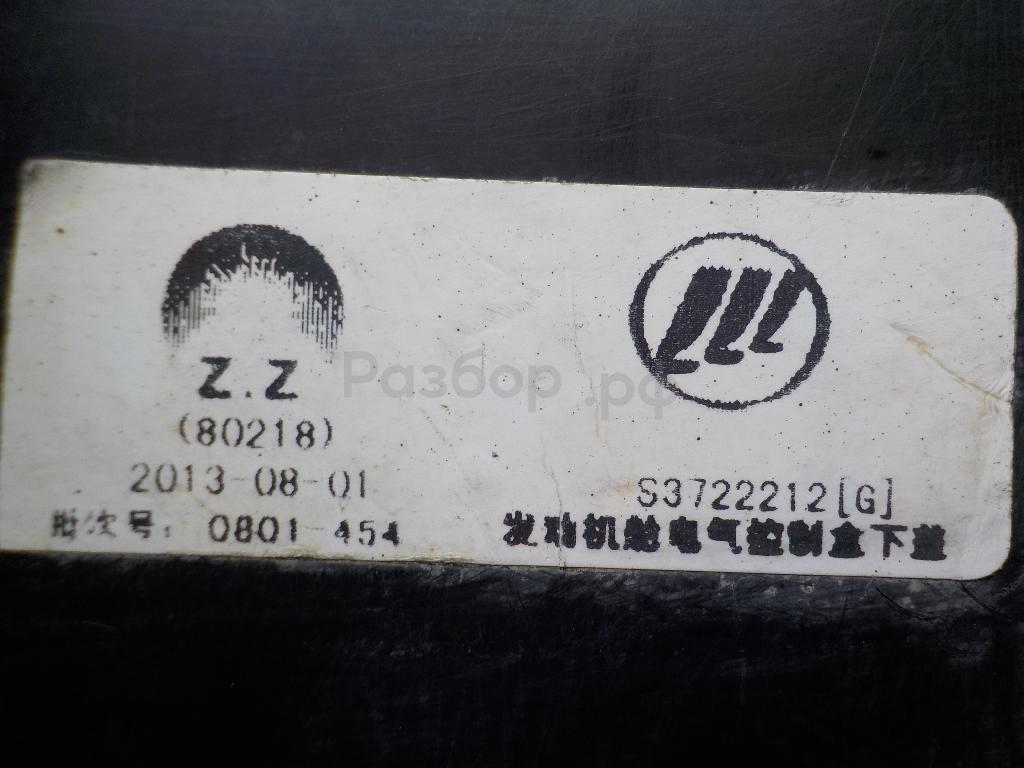 Z.Z
(80218)
2013-08-01
批次号: 0801 454
S3722212[G]
发动机舱电气控制盒下盖
Разбор.рф